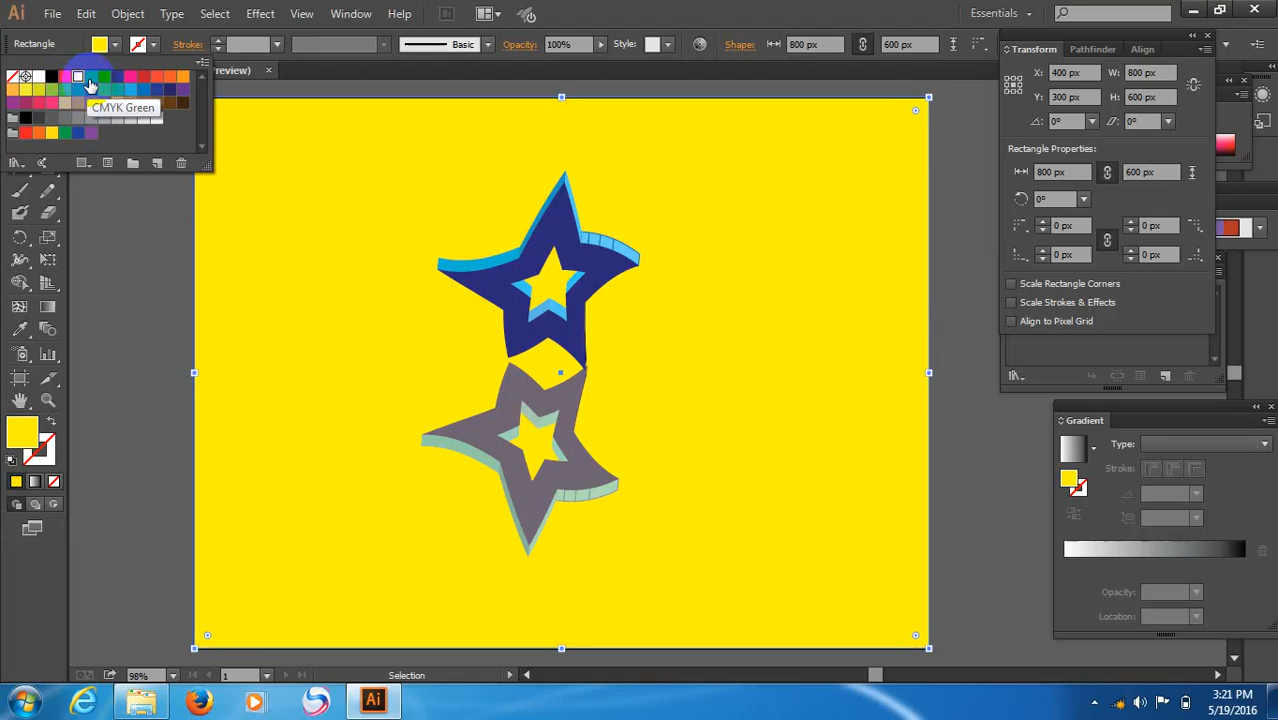 Ai File Edit Object Type Select Effect View Window Help Br Essentials
Rectangle Stroke: Basic Opacity: 100% Style: Shape: 800 px 600 px
review)
CMYK Green
Transform Pathfinder Align
X: 400 px W: 800 px
Y: 300 px H: 600 px
0° 0°
Rectangle Properties:
800 px 600 px
0°
0 px 0 px
0 px 0 px
Scale Rectangle Corners
Scale Strokes & Effects
Align to Pixel Grid
Gradient
Type:
Stroke:
Opacity:
Location:
98% 1 Selection
Ai
3:21 PM
5/19/2016